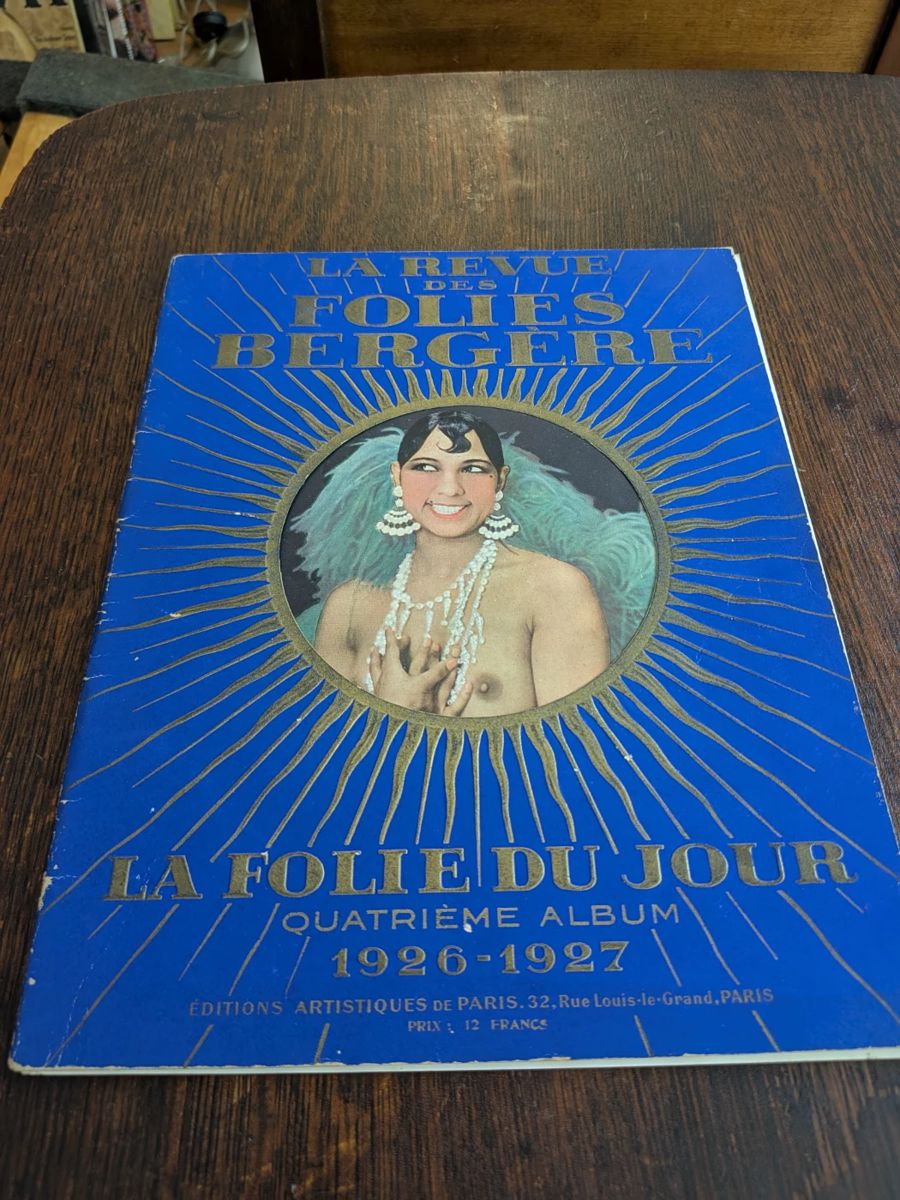 LA REVUE
DES
FOLIES
BERGÈRE
LA FOLIE DU JOUR
QUATRIÈME ALBUM
1926-1927
ÉDITIONS ARTISTIQUES DE PARIS. 32, Rue Louis-le-Grand, PARIS
PRIX : 12 FRANCS